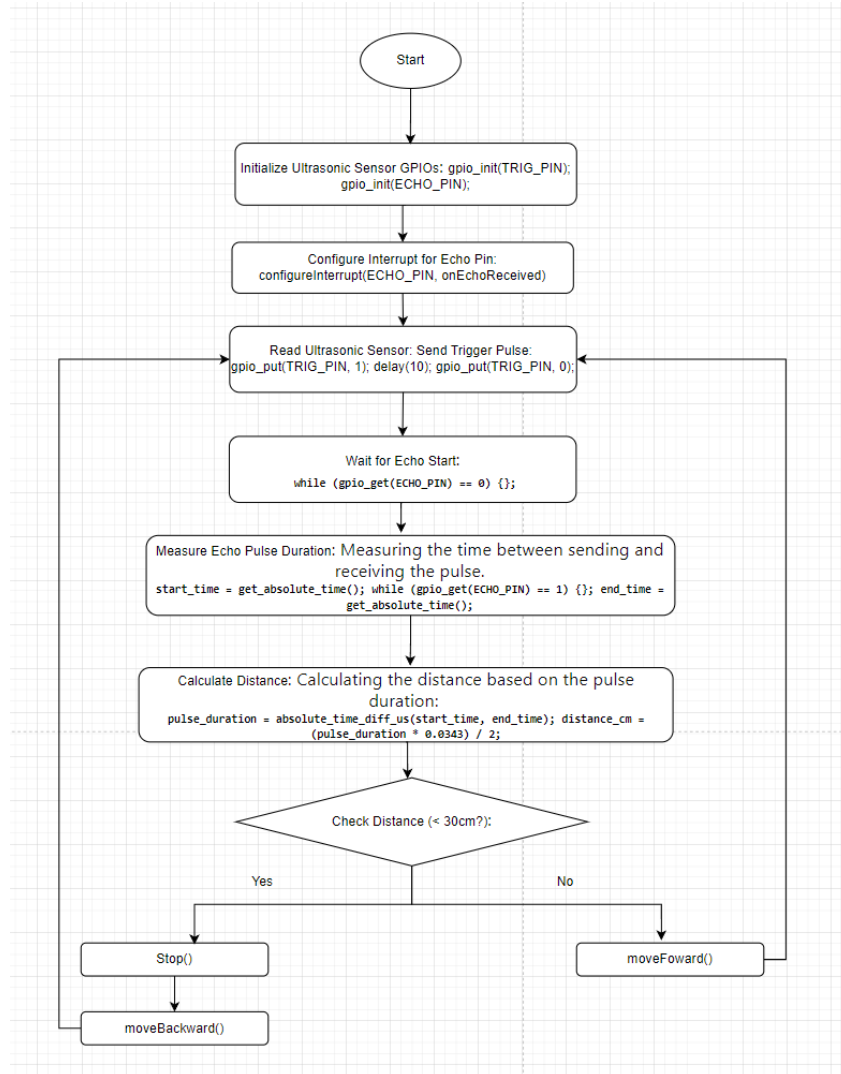 Start
Initialize Ultrasonic Sensor GPIOs: gpio_init(TRIG_PIN);
gpio_init(ECHO_PIN);
Configure Interrupt for Echo Pin:
configureInterrupt(ECHO_PIN, onEchoReceived)
Read Ultrasonic Sensor: Send Trigger Pulse:
gpio_put(TRIG_PIN, 1); delay(10); gpio_put(TRIG_PIN, 0);
Wait for Echo Start:
while (gpio_get(ECHO_PIN) == 0) {};
Measure Echo Pulse Duration: Measuring the time between sending and
receiving the pulse.
start_time = get_absolute_time(); while (gpio_get(ECHO_PIN) == 1) {}; end_time =
get_absolute_time();
Calculate Distance: Calculating the distance based on the pulse
duration:
pulse_duration = absolute_time_diff_us(start_time, end_time); distance_cm =
(pulse_duration * 0.0343) / 2;
Check Distance (< 30cm?):
Yes
No
Stop()
moveFoward()
moveBackward()